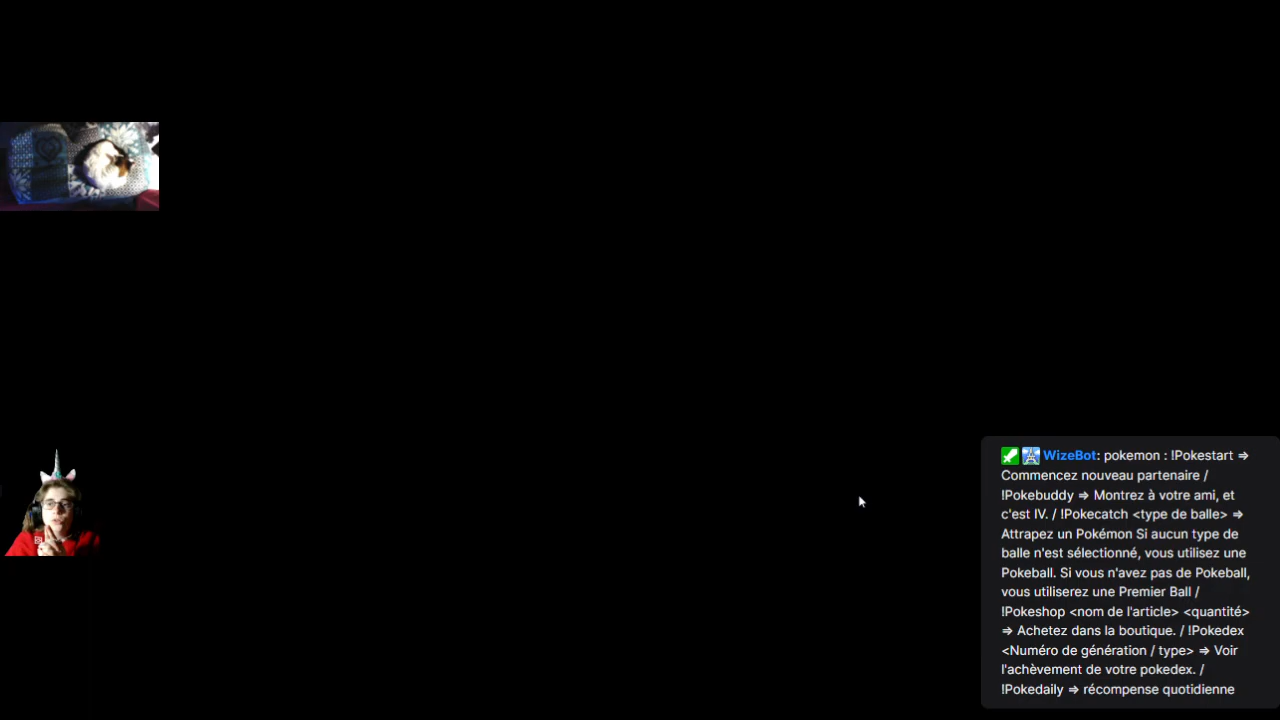 WizeBot: pokemon : !Pokestart ⇒
Commencez nouveau partenaire /
!Pokebuddy ⇒ Montrez à votre ami, et
c'est IV. / !Pokecatch <type de balle> ⇒
Attrapez un Pokémon Si aucun type de
balle n'est sélectionné, vous utilisez une
Pokeball. Si vous n'avez pas de Pokeball,
vous utiliserez une Premier Ball /
!Pokeshop <nom de l'article> <quantité>
⇒ Achetez dans la boutique. / !Pokedex
<Numéro de génération / type> ⇒ Voir
l'achèvement de votre pokedex. /
!Pokedaily ⇒ récompense quotidienne